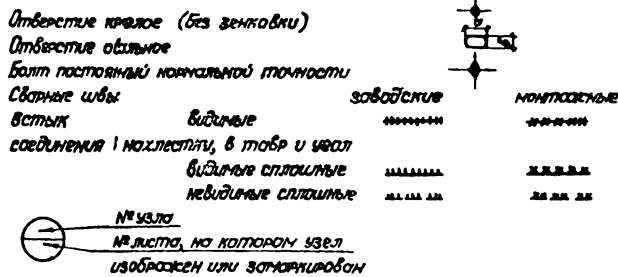 Отверстие круглое (без зенковки)
Отверстие овальное
Болт постоянный нормальной точности
Сварные швы: заводские монтажные
встык видимые
соединения внахлестку, в тавр и угол
видимые сплошные
невидимые сплошные
№ узла
№ листа, на котором узел
изображен или замаркирован